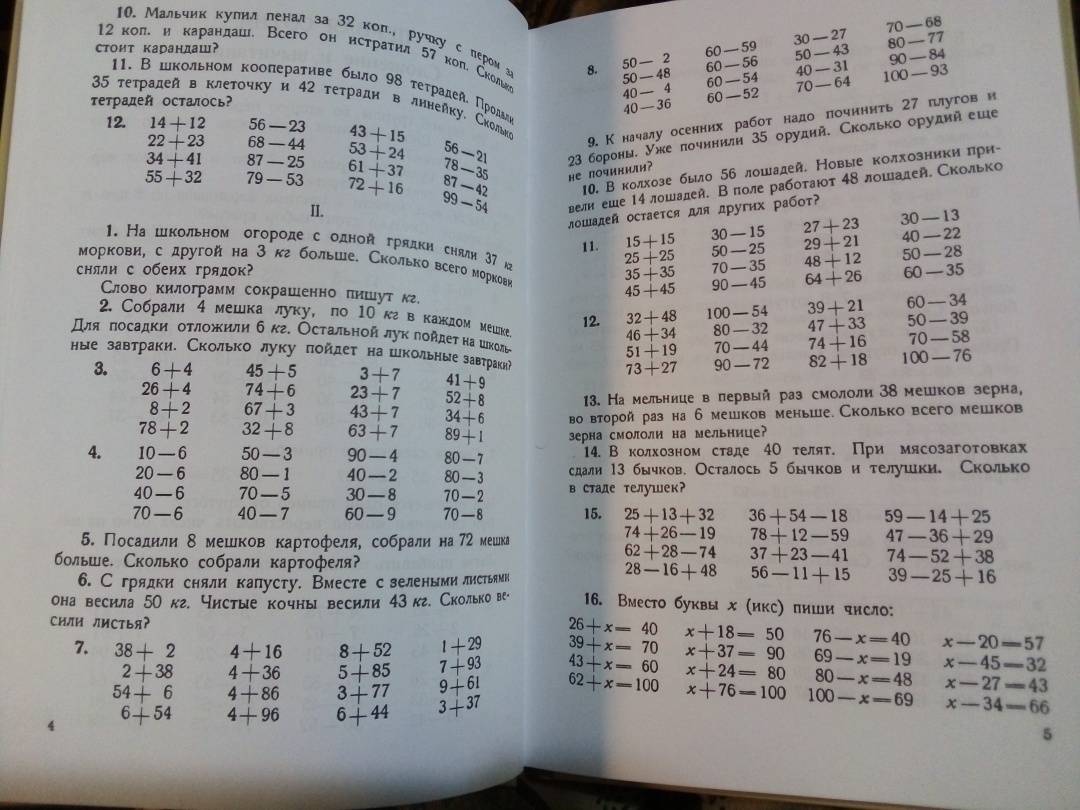 10. Мальчик купил пенал за 32 коп., ручку с пером за
12 коп. и карандаш. Всего он истратил 57 коп. Сколько
стоит карандаш?
11. В школьном кооперативе было 98 тетрадей. Продали
35 тетрадей в клеточку и 42 тетради в линейку. Сколько
тетрадей осталось?
12. 14+12 56—23 43+15 56—21
22+23 68—44 53+24 78—35
34+41 87—25 61+37 87—42
55+32 79—53 72+16 99—54
II.
1. На школьном огороде с одной грядки сняли 37 кг
моркови, с другой на 3 кг больше. Сколько всего моркови
сняли с обеих грядок?
Слово килограмм сокращенно пишут кг.
2. Собрали 4 мешка луку, по 10 кг в каждом мешке.
Для посадки отложили 6 кг. Остальной лук пойдет на школь-
ные завтраки. Сколько луку пойдет на школьные завтраки?
3. 6+4 45+5 3+7 41+9
26+4 74+6 23+7 52+8
8+2 67+3 43+7 34+6
78+2 32+8 63+7 89+1
4. 10—6 50—3 90—4 80—7
20—6 80—1 40—2 80—3
40—6 70—5 30—8 70—2
70—6 40—7 60—9 70—8
5. Посадили 8 мешков картофеля, собрали на 72 мешка
больше. Сколько собрали картофеля?
6. С грядки сняли капусту. Вместе с зелеными листьями
она весила 50 кг. Чистые кочны весили 43 кг. Сколько ве-
сили листья?
7. 38+ 2 4+16 8+52 1+29
2+38 4+36 5+85 7+93
54+ 6 4+86 3+77 9+61
6+54 4+96 6+44 3+37
4
8. 50— 2 60—59 30—27 70—68
50—48 60—56 50—43 80—77
40— 4 60—54 40—31 90—84
40—36 60—52 70—64 100—93
9. К началу осенних работ надо починить 27 плугов и
23 бороны. Уже починили 35 орудий. Сколько орудий еще
не починили?
10. В колхозе было 56 лошадей. Новые колхозники при-
вели еще 14 лошадей. В поле работают 48 лошадей. Сколько
лошадей остается для других работ?
11. 15+15 30—15 27+23 30—13
25+25 50—25 29+21 40—22
35+35 70—35 48+12 50—28
45+45 90—45 64+26 60—35
12. 32+48 100—54 39+21 60—34
46+34 80—32 47+33 50—39
51+19 70—44 74+16 70—58
73+27 90—72 82+18 100—76
13. На мельнице в первый раз смололи 38 мешков зерна,
во второй раз на 6 мешков меньше. Сколько всего мешков
зерна смололи на мельнице?
14. В колхозном стаде 40 телят. При мясозаготовках
сдали 13 бычков. Осталось 5 бычков и телушки. Сколько
в стаде телушек?
15. 25+13+32 36+54—18 59—14+25
74+26—19 78+12—59 47—36+29
62+28—74 37+23—41 74—52+38
28—16+48 56—11+15 39—25+16
16. Вместо буквы x (икс) пиши число:
26+x= 40 x+18= 50 76—x=40 x—20=57
39+x= 70 x+37= 90 69—x=19 x—45=32
43+x= 60 x+24= 80 80—x=48 x—27=43
62+x=100 x+76=100 100—x=69 x—34=66
5